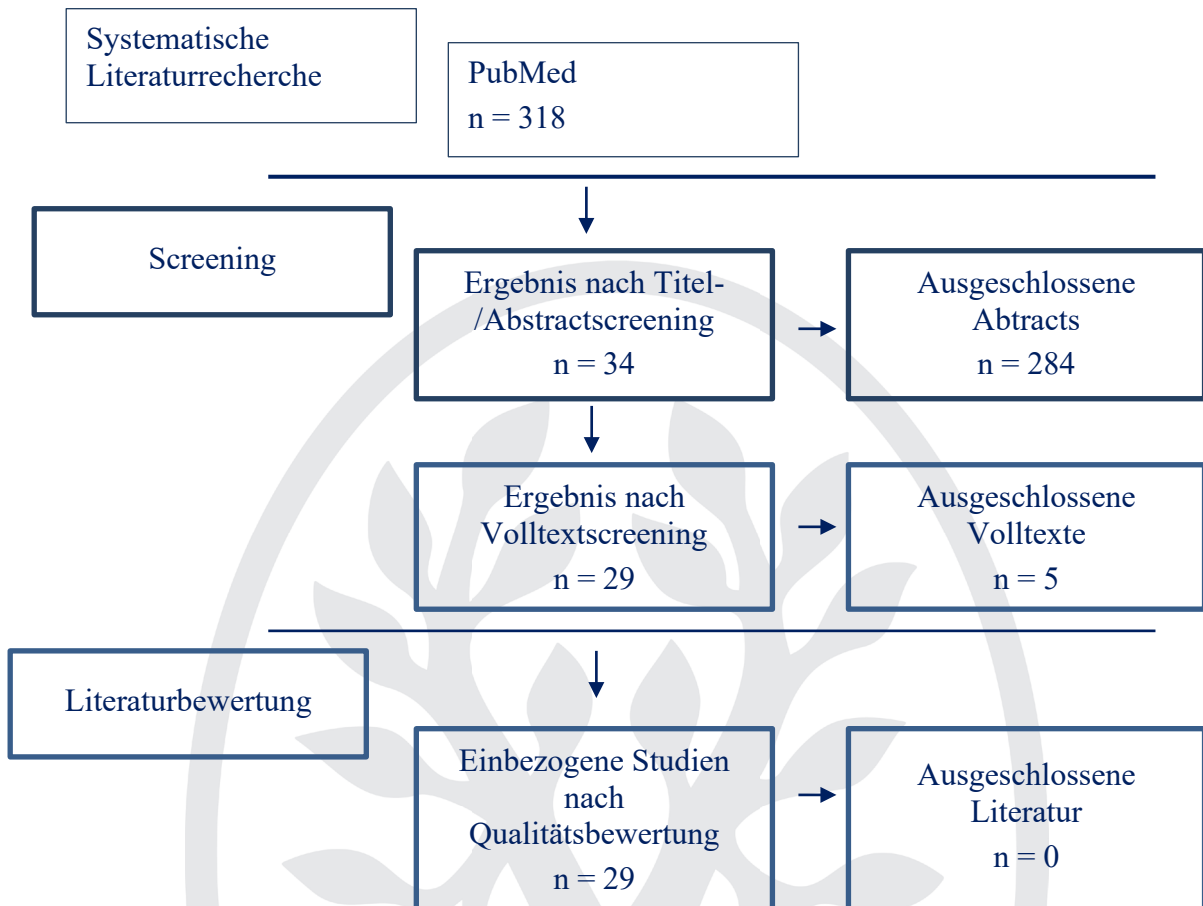 Systematische
Literaturrecherche
PubMed
n = 318
Screening
Ergebnis nach Titel-
/Abstractscreening
n = 34
Ausgeschlossene
Abtracts
n = 284
Ergebnis nach
Volltextscreening
n = 29
Ausgeschlossene
Volltexte
n = 5
Literaturbewertung
Einbezogene Studien
nach
Qualitätsbewertung
n = 29
Ausgeschlossene
Literatur
n = 0